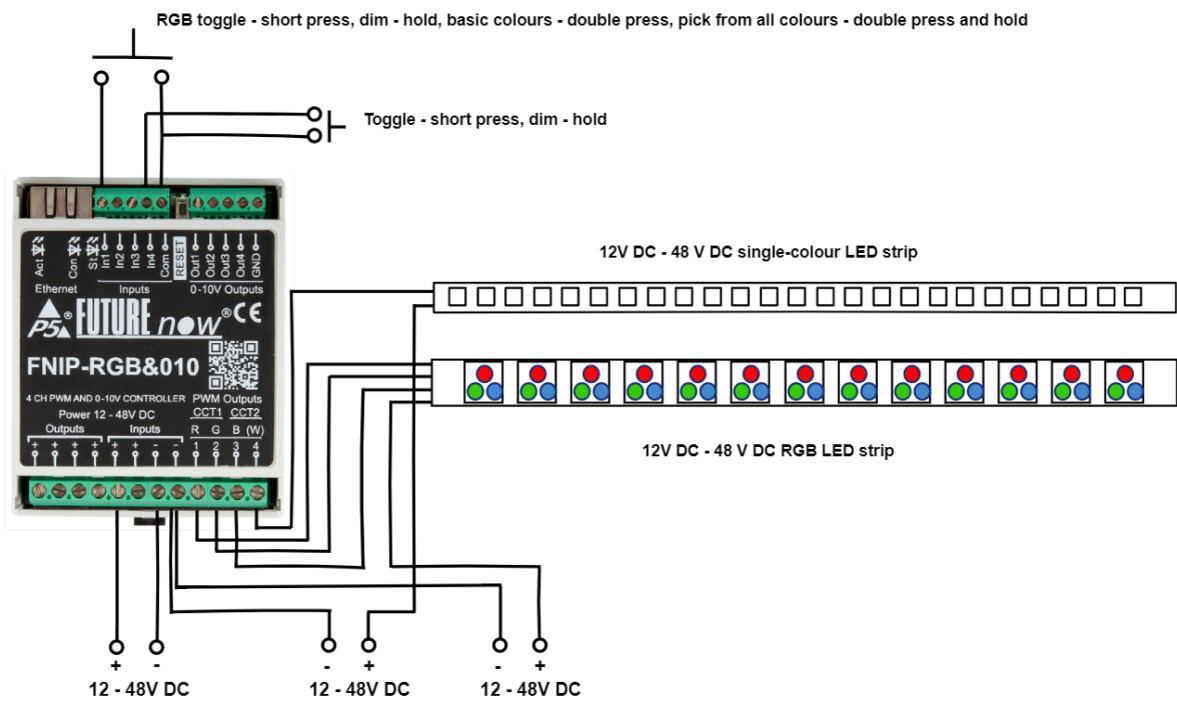 RGB toggle - short press, dim - hold, basic colours - double press, pick from all colours - double press and hold
Toggle - short press, dim - hold
Act
Con
St
In1
In2
In3
In4
Com
RESET
Out1
Out2
Out3
Out4
GND
Ethernet
Inputs
0-10V Outputs
P5® FUTURE now® CE
FNIP-RGB&010
4 CH PWM AND 0-10V CONTROLLER
PWM Outputs
Power 12 - 48V DC
CCT1 CCT2
Outputs Inputs
R G B (W)
+ + + + + + - -
1 2 3 4
12V DC - 48 V DC single-colour LED strip
12V DC - 48 V DC RGB LED strip
+ -
12 - 48V DC
- +
12 - 48V DC
- +
12 - 48V DC